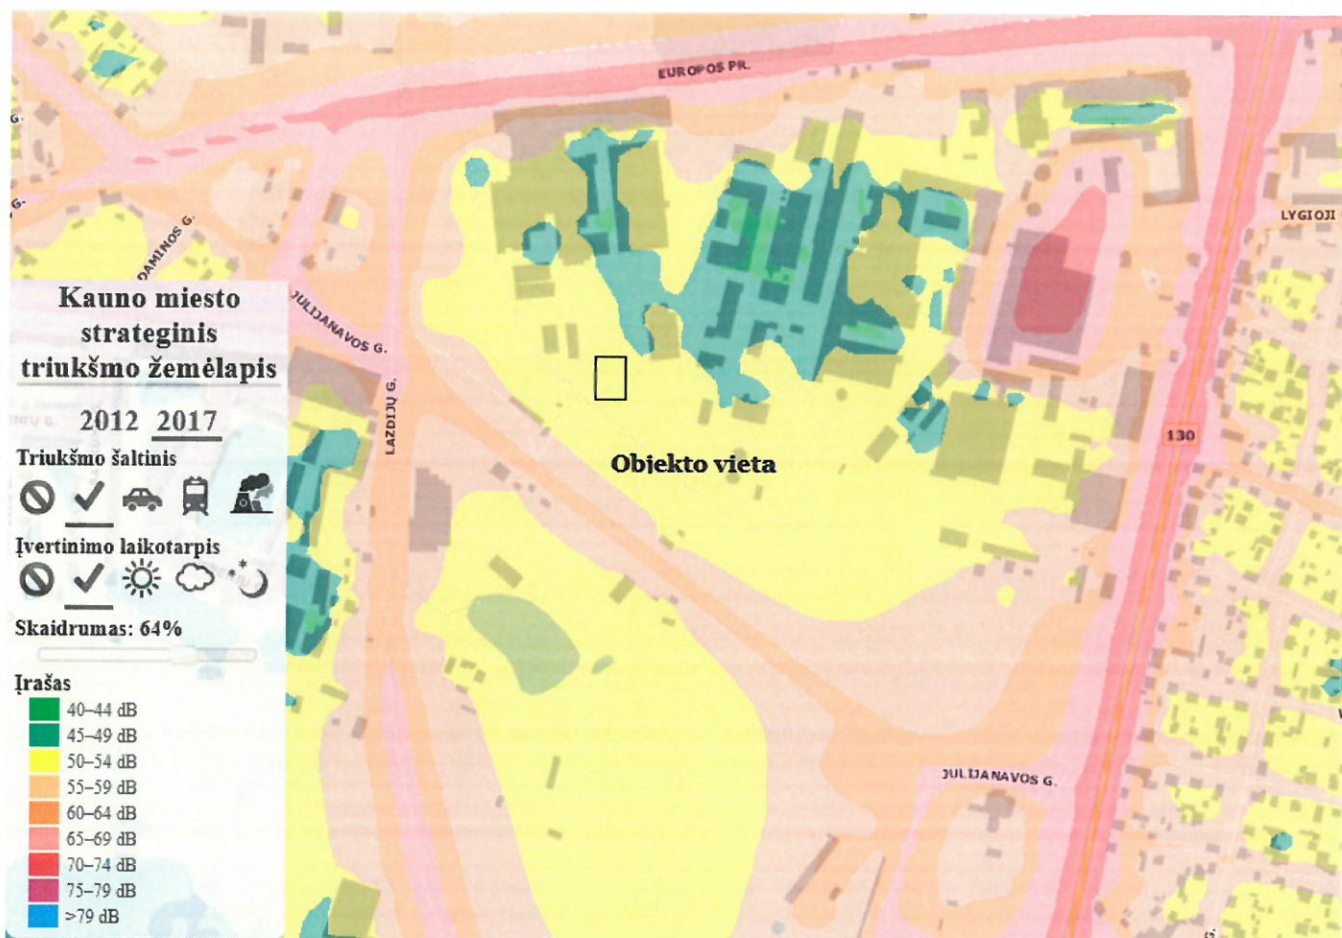 EUROPOS PR.
G.
G.
DAMINOS G.
LYGIOJI
JULIJANAVOS G.
LAZDIJŲ G.
130
Objekto vieta
JULIJANAVOS G.
G.
Kauno miesto
strateginis
triukšmo žemėlapis
2012 2017
Triukšmo šaltinis
Įvertinimo laikotarpis
Skaidrumas: 64%
Įrašas
40–44 dB
45–49 dB
50–54 dB
55–59 dB
60–64 dB
65–69 dB
70–74 dB
75–79 dB
>79 dB